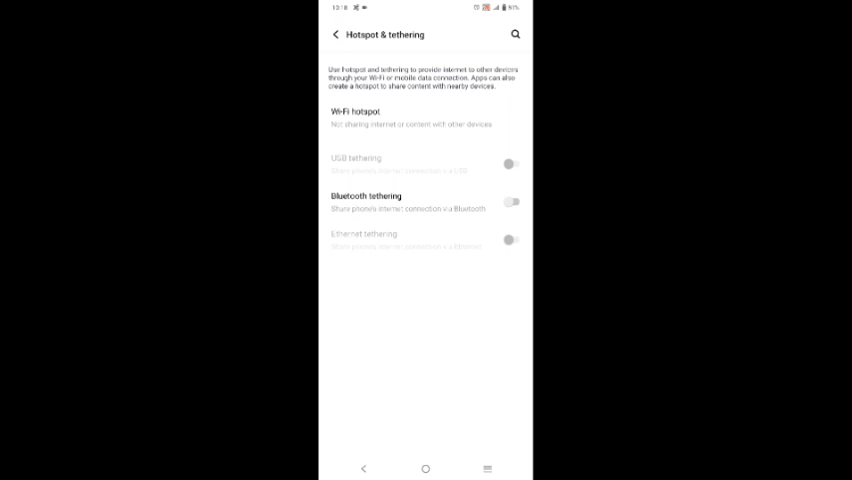 10:18
Hotspot & tethering
Use hotspot and tethering to provide internet to other devices
through your Wi-Fi or mobile data connection. Apps can also
create a hotspot to share content with nearby devices.
Wi-Fi hotspot
Not sharing internet or content with other devices
USB tethering
Share phone's internet connection via USB
Bluetooth tethering
Share phone's internet connection via Bluetooth
Ethernet tethering
Share phone's internet connection via Ethernet